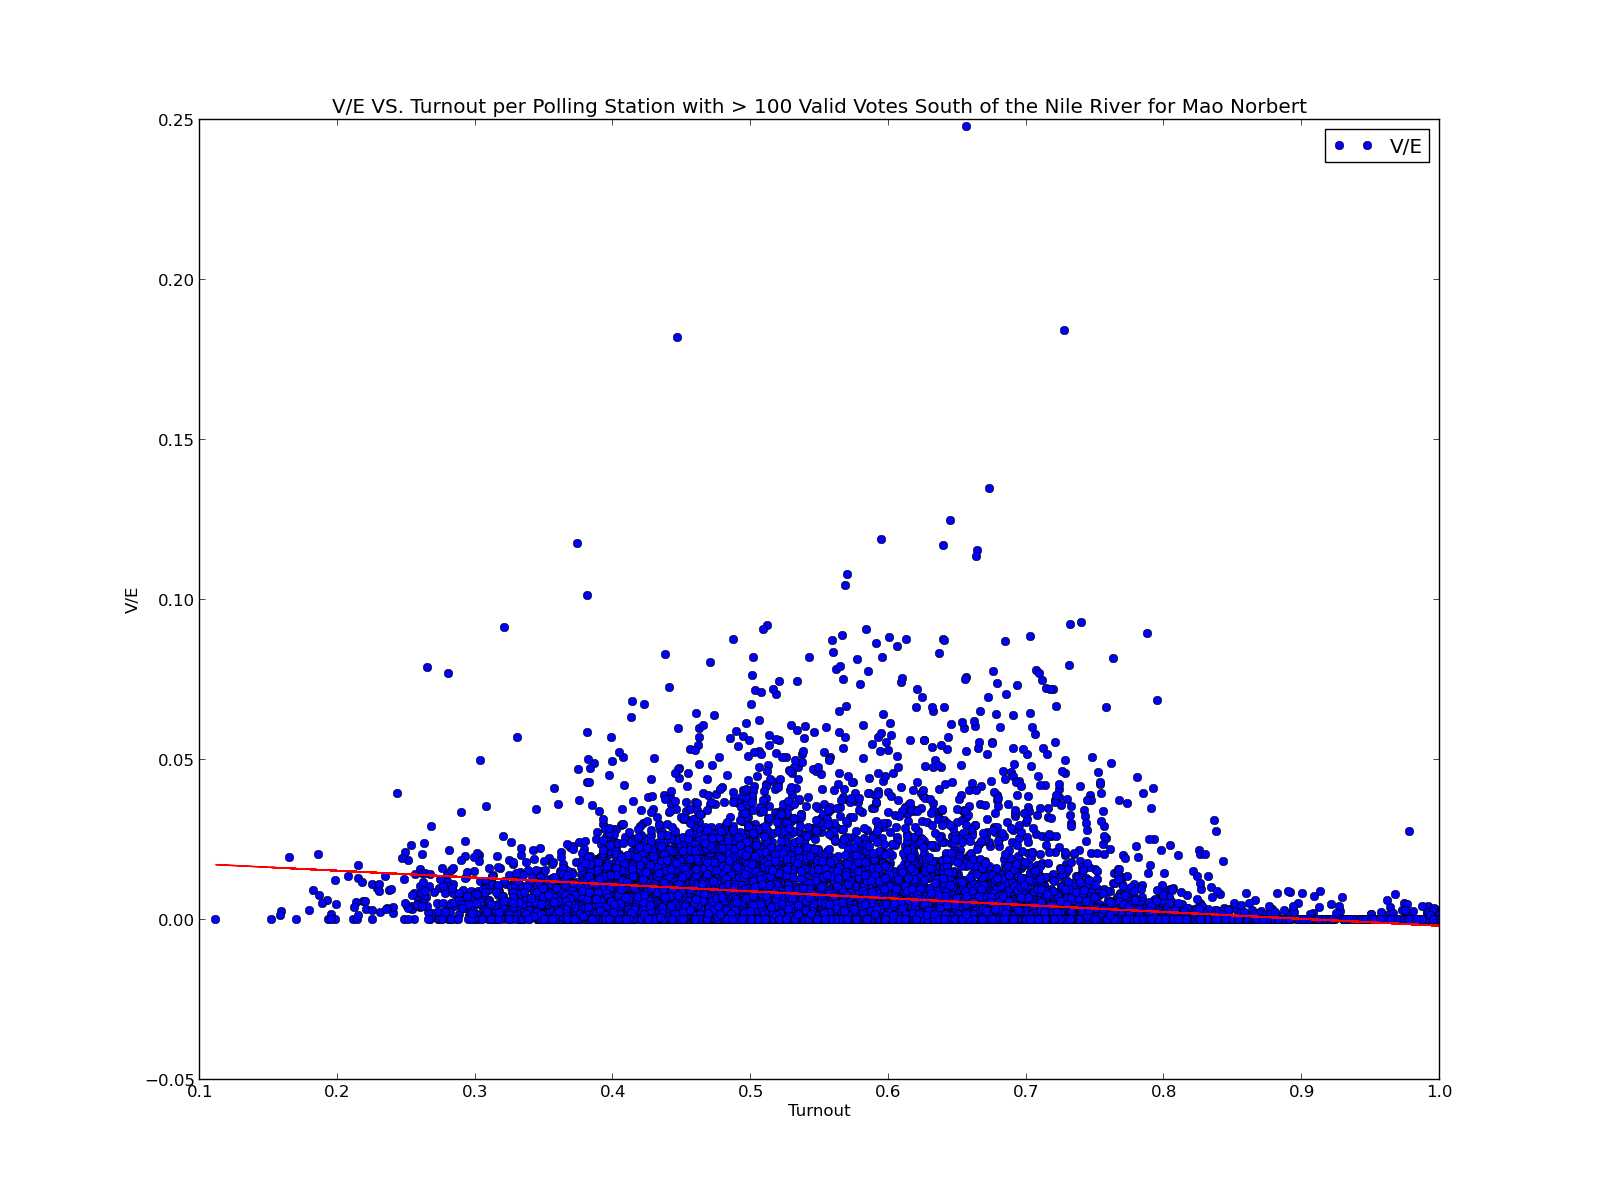 V/E VS. Turnout per Polling Station with > 100 Valid Votes South of the Nile River for Mao Norbert
V/E
0.25
0.20
0.15
0.10
0.05
0.00
−0.05
V/E
0.1 0.2 0.3 0.4 0.5 0.6 0.7 0.8 0.9 1.0
Turnout